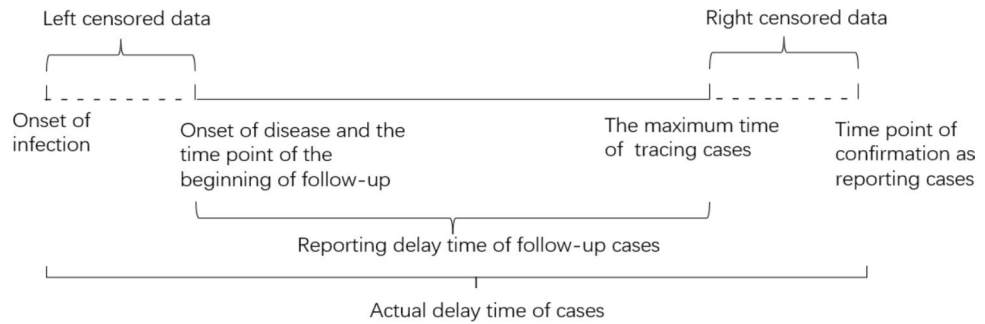 Left censored data
Right censored data
Onset of
infection
Onset of disease and the
time point of the
beginning of follow-up
The maximum time
of tracing cases
Time point of
confirmation as
reporting cases
Reporting delay time of follow-up cases
Actual delay time of cases